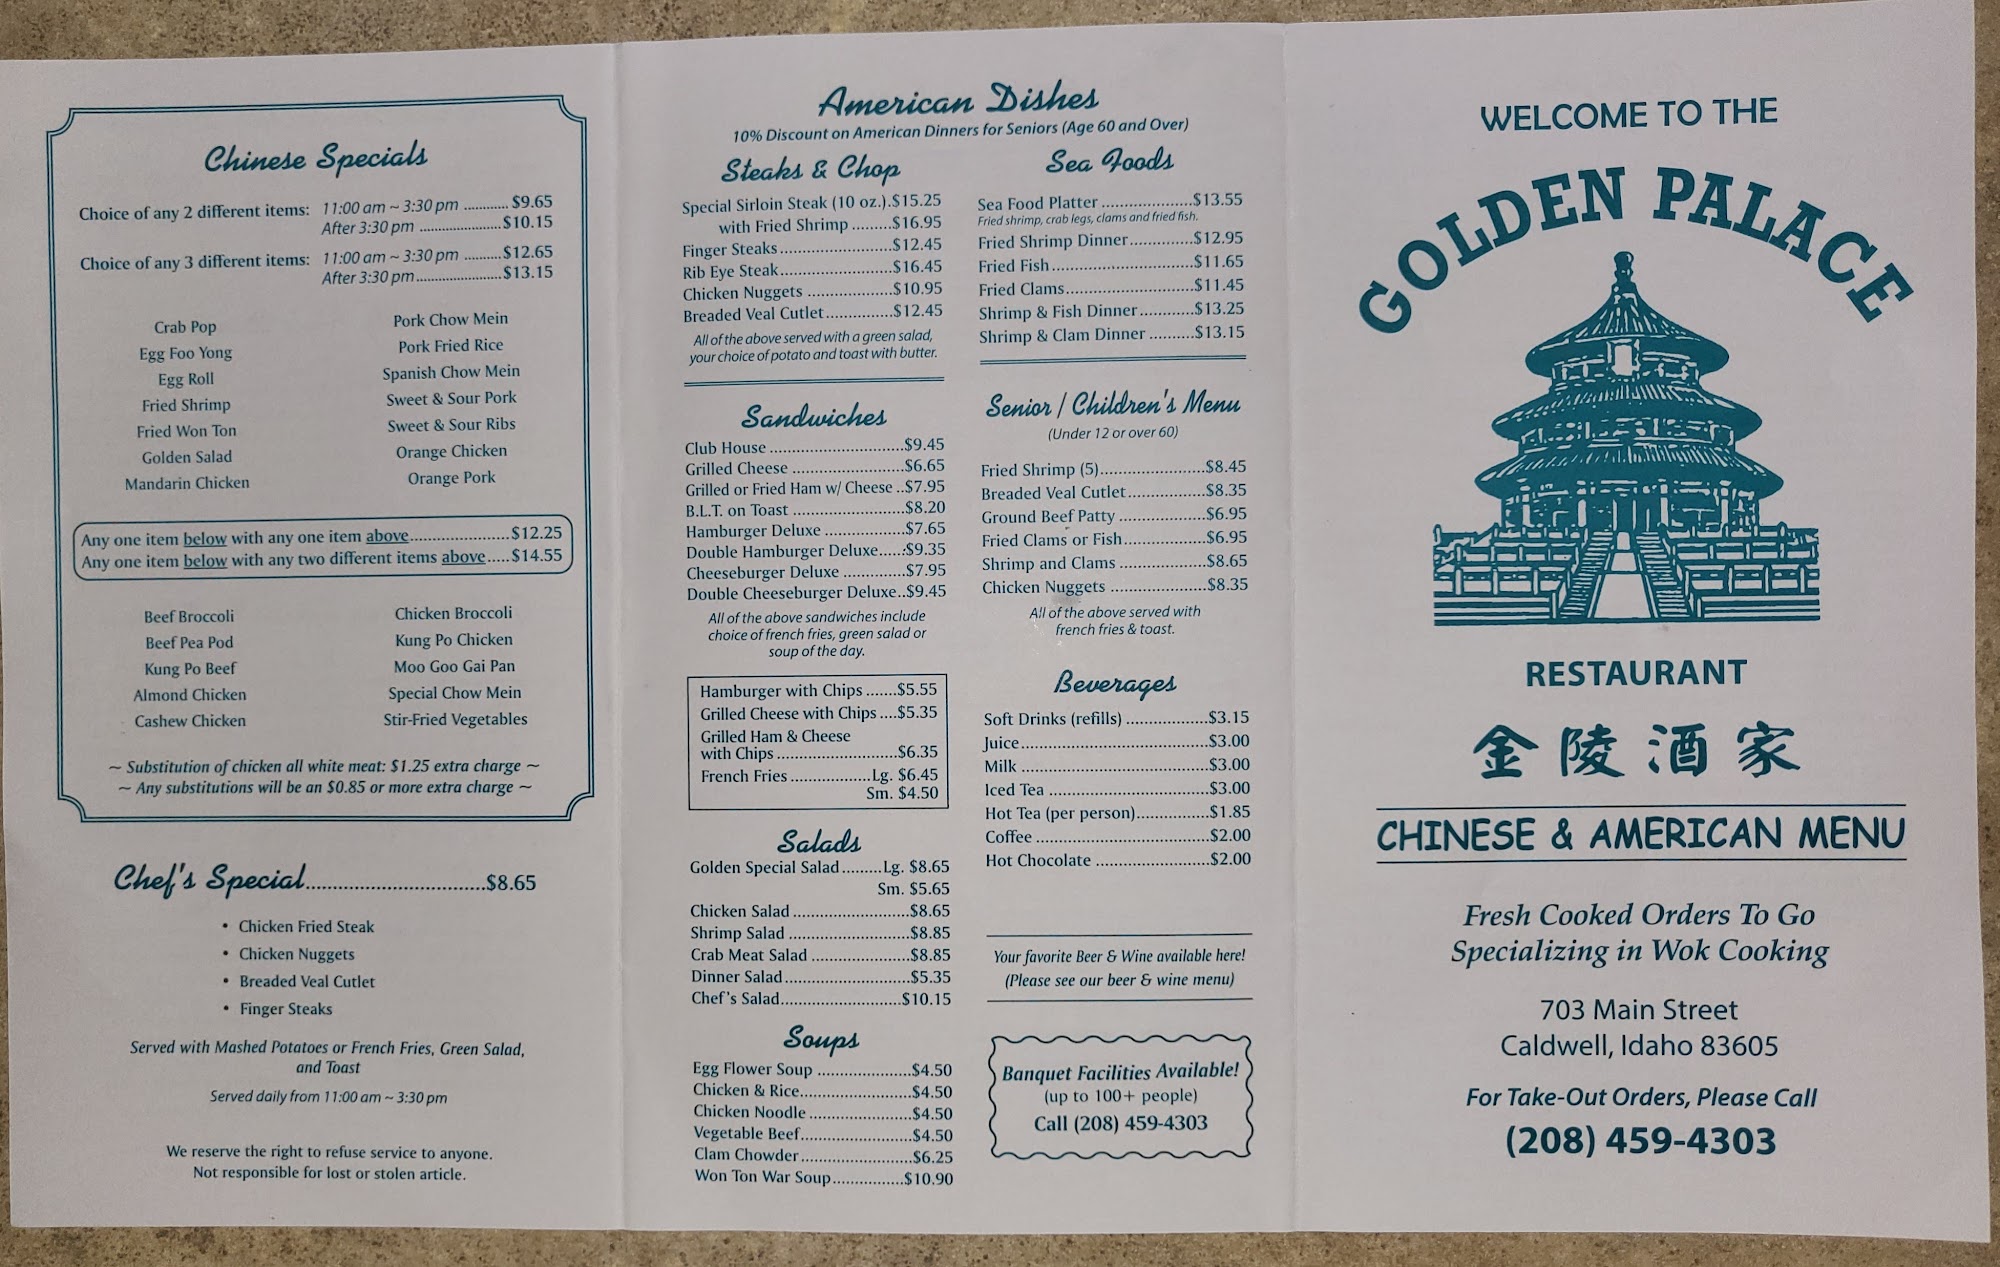 Chinese Specials
Choice of any 2 different items: 11:00 am ~ 3:30 pm ........... $9.65
After 3:30 pm ......................$10.15
Choice of any 3 different items: 11:00 am ~ 3:30 pm ..........$12.65
After 3:30 pm.......................$13.15
Crab Pop
Egg Foo Yong
Egg Roll
Fried Shrimp
Fried Won Ton
Golden Salad
Mandarin Chicken
Pork Chow Mein
Pork Fried Rice
Spanish Chow Mein
Sweet & Sour Pork
Sweet & Sour Ribs
Orange Chicken
Orange Pork
Any one item below with any one item above......................$12.25
Any one item below with any two different items above.....$14.55
Beef Broccoli
Beef Pea Pod
Kung Po Beef
Almond Chicken
Cashew Chicken
Chicken Broccoli
Kung Po Chicken
Moo Goo Gai Pan
Special Chow Mein
Stir-Fried Vegetables
~ Substitution of chicken all white meat: $1.25 extra charge ~
~ Any substitutions will be an $0.85 or more extra charge ~
Chef's Special.................................$8.65
• Chicken Fried Steak
• Chicken Nuggets
• Breaded Veal Cutlet
• Finger Steaks
Served with Mashed Potatoes or French Fries, Green Salad,
and Toast
Served daily from 11:00 am ~ 3:30 pm
We reserve the right to refuse service to anyone.
Not responsible for lost or stolen article.
American Dishes
10% Discount on American Dinners for Seniors (Age 60 and Over)
Steaks & Chop
Special Sirloin Steak (10 oz.).$15.25
with Fried Shrimp .........$16.95
Finger Steaks.......................$12.45
Rib Eye Steak.......................$16.45
Chicken Nuggets .................$10.95
Breaded Veal Cutlet..............$12.45
All of the above served with a green salad,
your choice of potato and toast with butter.
Sandwiches
Club House ............................$9.45
Grilled Cheese .......................$6.65
Grilled or Fried Ham w/ Cheese ..$7.95
B.L.T. on Toast .......................$8.20
Hamburger Deluxe .................$7.65
Double Hamburger Deluxe......$9.35
Cheeseburger Deluxe .............$7.95
Double Cheeseburger Deluxe..$9.45
All of the above sandwiches include
choice of french fries, green salad or
soup of the day.
Hamburger with Chips .......$5.55
Grilled Cheese with Chips ....$5.35
Grilled Ham & Cheese
with Chips .........................$6.35
French Fries .................Lg. $6.45
Sm. $4.50
Salads
Golden Special Salad.........Lg. $8.65
Sm. $5.65
Chicken Salad ........................$8.65
Shrimp Salad .........................$8.85
Crab Meat Salad ....................$8.85
Dinner Salad..........................$5.35
Chef's Salad.........................$10.15
Soups
Egg Flower Soup ...................$4.50
Chicken & Rice.......................$4.50
Chicken Noodle .....................$4.50
Vegetable Beef.......................$4.50
Clam Chowder.......................$6.25
Won Ton War Soup................$10.90
Sea Foods
Sea Food Platter ...................$13.55
Fried shrimp, crab legs, clams and fried fish.
Fried Shrimp Dinner.............$12.95
Fried Fish.............................$11.65
Fried Clams..........................$11.45
Shrimp & Fish Dinner...........$13.25
Shrimp & Clam Dinner ..........$13.15
Senior / Children's Menu
(Under 12 or over 60)
Fried Shrimp (5)......................$8.45
Breaded Veal Cutlet................$8.35
Ground Beef Patty ..................$6.95
Fried Clams or Fish.................$6.95
Shrimp and Clams ..................$8.65
Chicken Nuggets ....................$8.35
All of the above served with
french fries & toast.
Beverages
Soft Drinks (refills) .................$3.15
Juice.......................................$3.00
Milk .......................................$3.00
Iced Tea .................................$3.00
Hot Tea (per person)...............$1.85
Coffee ....................................$2.00
Hot Chocolate ........................$2.00
Your favorite Beer & Wine available here!
(Please see our beer & wine menu)
Banquet Facilities Available!
(up to 100+ people)
Call (208) 459-4303
WELCOME TO THE
GOLDEN PALACE
RESTAURANT
金陵酒家
CHINESE & AMERICAN MENU
Fresh Cooked Orders To Go
Specializing in Wok Cooking
703 Main Street
Caldwell, Idaho 83605
For Take-Out Orders, Please Call
(208) 459-4303